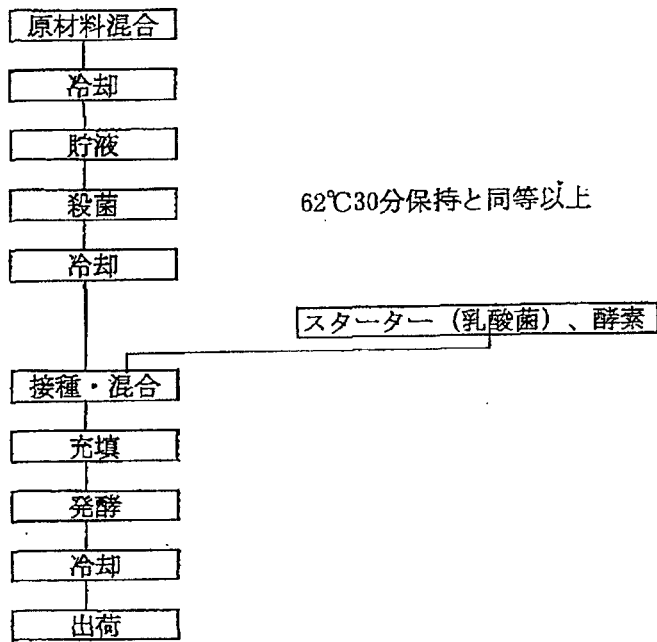 原材料混合
冷却
貯液
殺菌
62℃30分保持と同等以上
冷却
スターター（乳酸菌）、酵素
接種・混合
充填
発酵
冷却
出荷